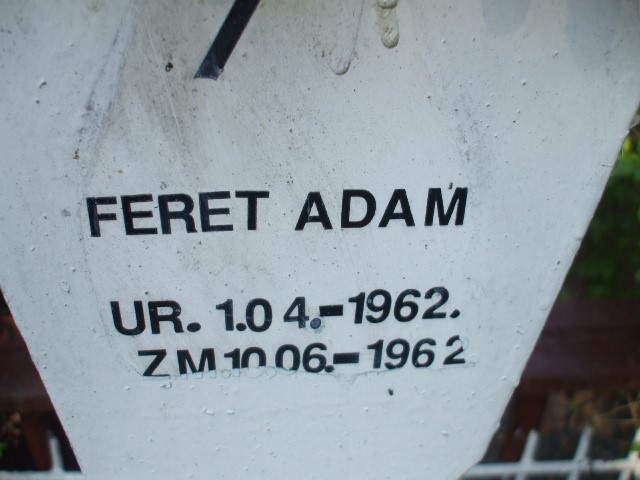 FERET ADAM
UR. 1.04.-1962.
ZM.10.06.-1962